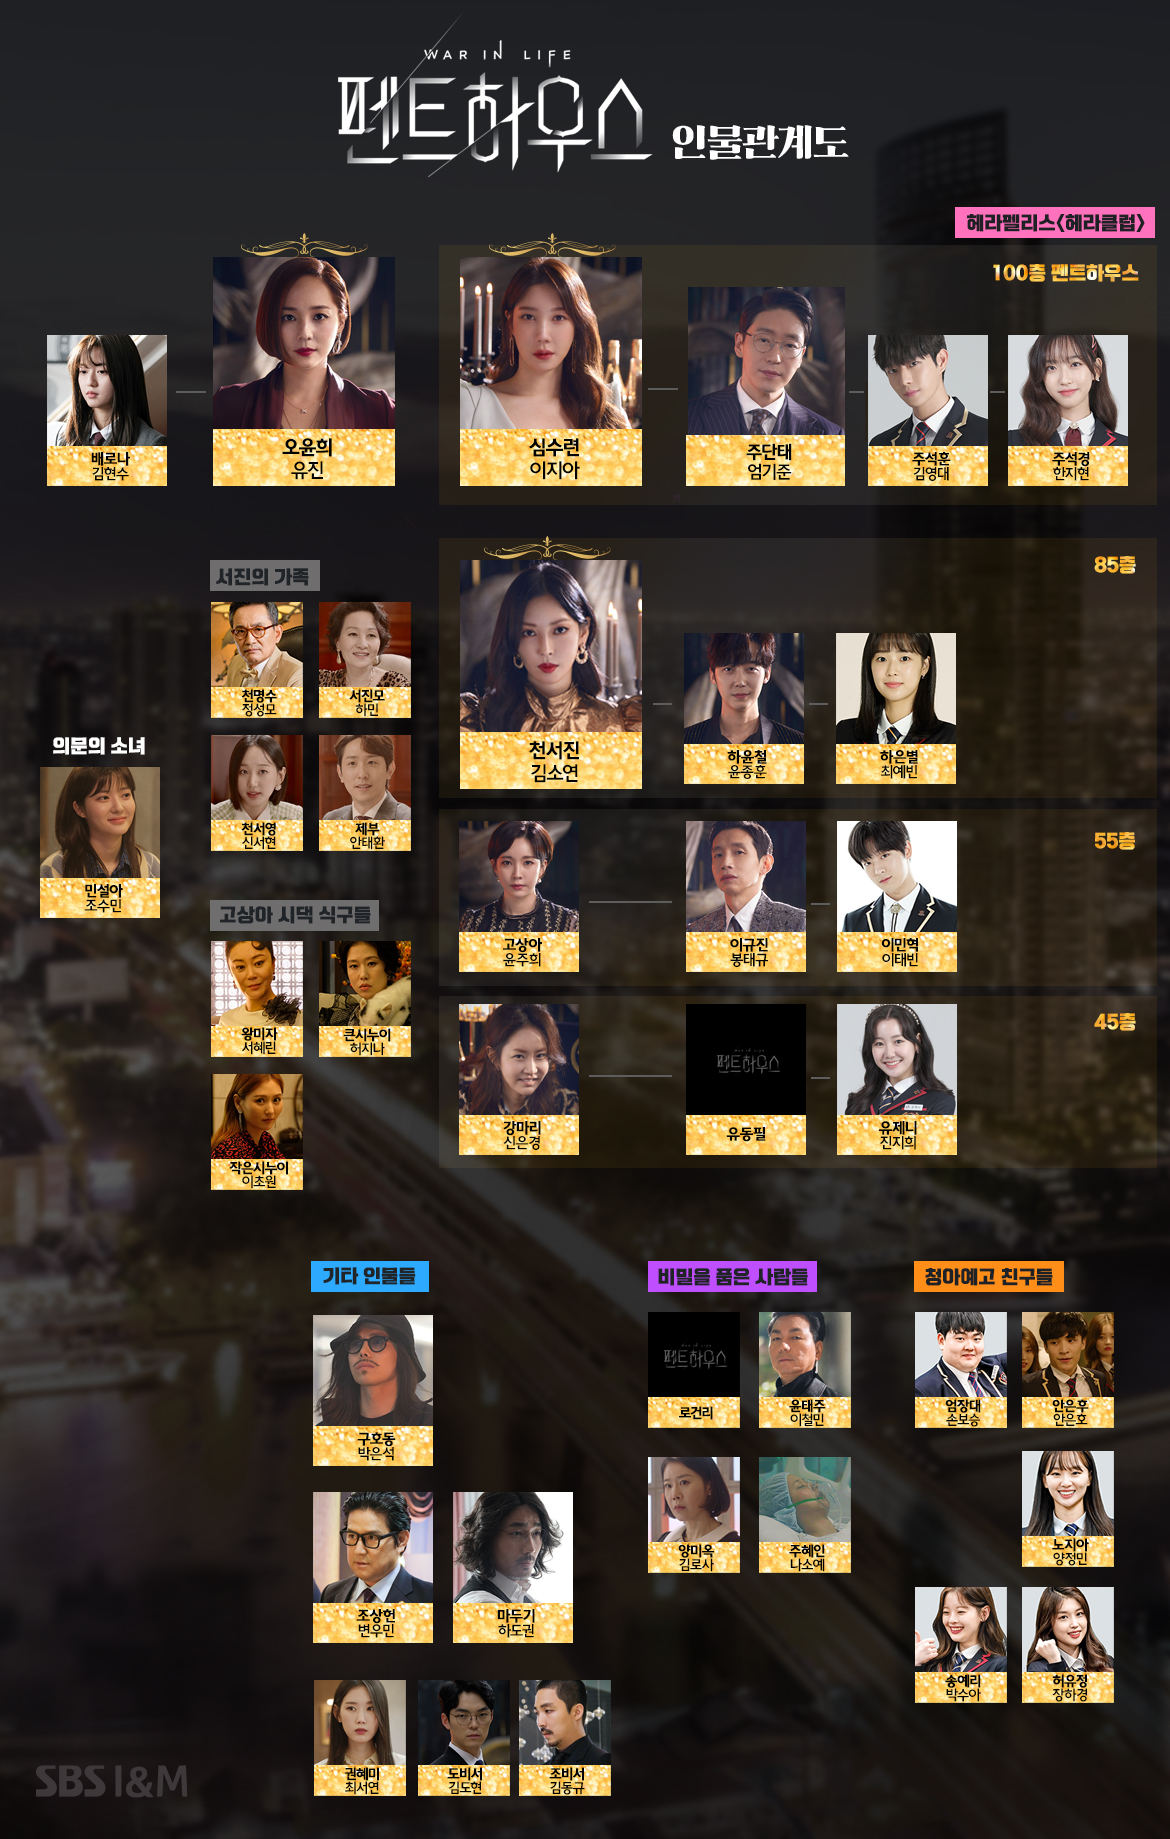 WAR IN LIFE
펜트하우스 인물관계도
헤라펠리스<헤라클럽>
100층 펜트하우스
배로나
김현수
오윤희
유진
심수련
이지아
주단태
엄기준
주석훈
김영대
주석경
한지현
85층
서진의 가족
천명수
정성모
서진모
하민
천서진
김소연
하윤철
윤종훈
하은별
최예빈
의문의 소녀
민설아
조수민
천서영
신서현
제부
안태환
55층
고상아
윤주희
이규진
봉태규
이민혁
이태빈
고상아 시댁 식구들
왕미자
서혜린
큰시누이
허지나
작은시누이
이초원
45층
강마리
신은경
WAR IN LIFE
펜트하우스
유동필
유제니
진지희
기타 인물들
구호동
박은석
조상헌
변우민
마두기
하도권
권혜미
최서연
도비서
김도현
조비서
김동규
비밀을 품은 사람들
WAR IN LIFE
펜트하우스
로건리
윤태주
이철민
양미옥
김로사
주혜인
나소예
청아예고 친구들
엄장대
손보승
안은후
안은호
노지아
양정민
송예리
박수아
허유정
장하경
SBS I&M